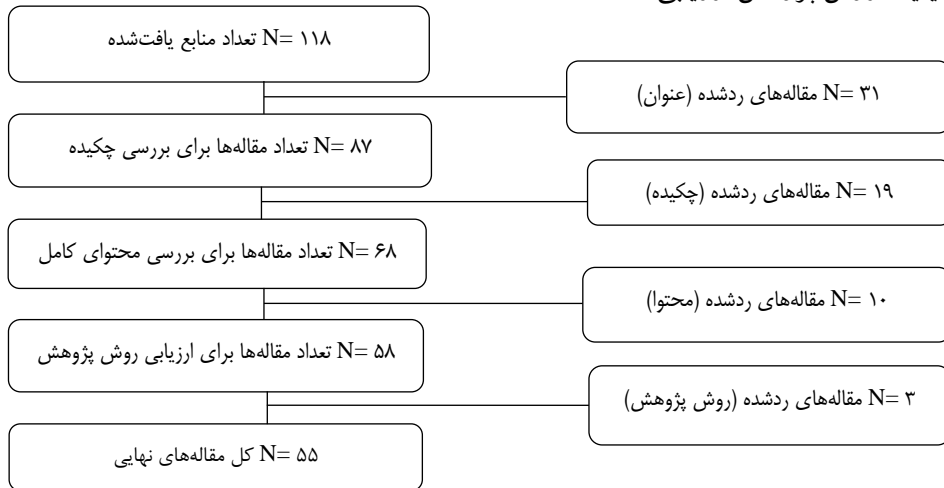 تعداد منابع یافت‌شده N= ۱۱۸
مقاله‌های ردشده (عنوان) N= ۳۱
تعداد مقاله‌ها برای بررسی چکیده N= ۸۷
مقاله‌های ردشده (چکیده) N= ۱۹
تعداد مقاله‌ها برای بررسی محتوای کامل N= ۶۸
مقاله‌های ردشده (محتوا) N= ۱۰
تعداد مقاله‌ها برای ارزیابی روش پژوهش N= ۵۸
مقاله‌های ردشده (روش پژوهش) N= ۳
کل مقاله‌های نهایی N= ۵۵